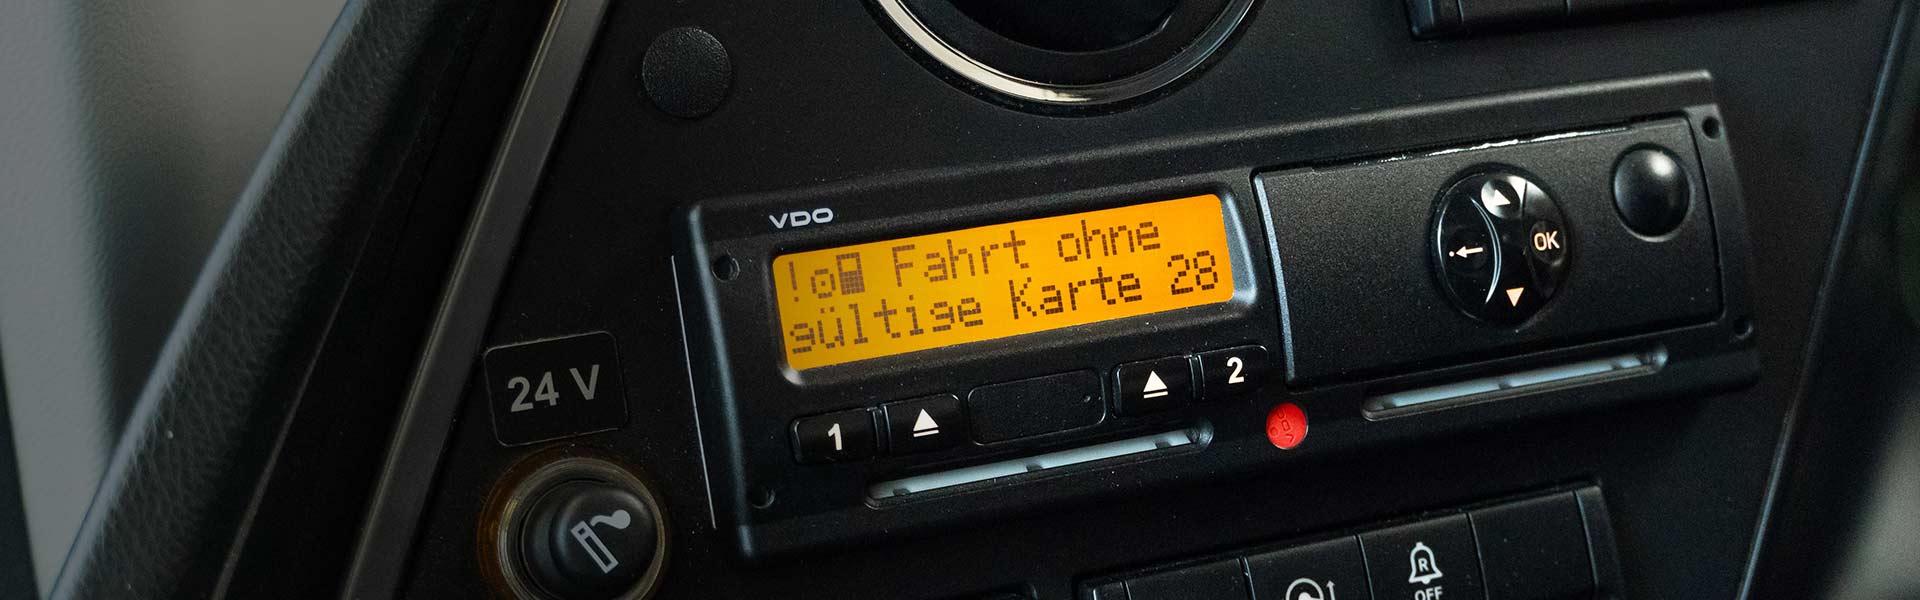 VDO
! Fahrt ohne
gültige Karte 28
24 V
1
2
OK
R
OFF